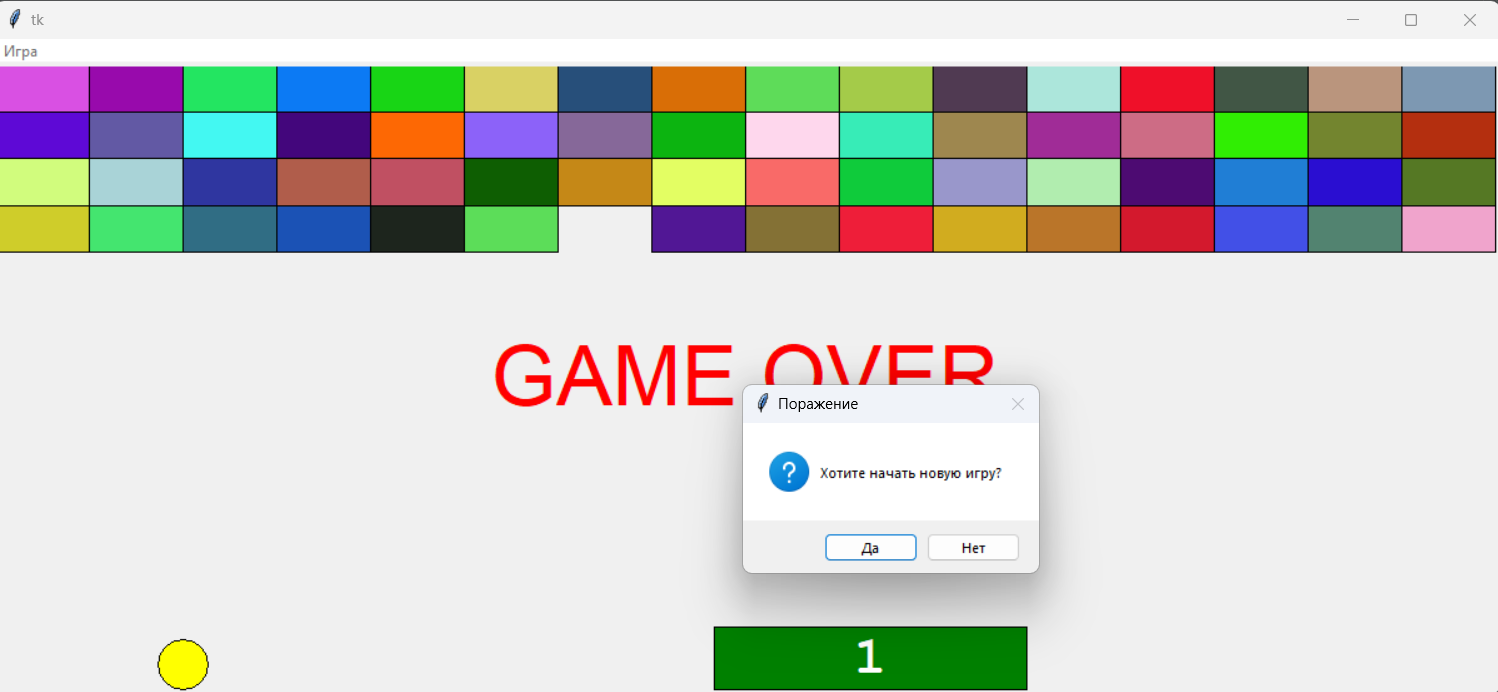 tk
Игра
GAME OVER
Поражение
Хотите начать новую игру?
Да
Нет
1